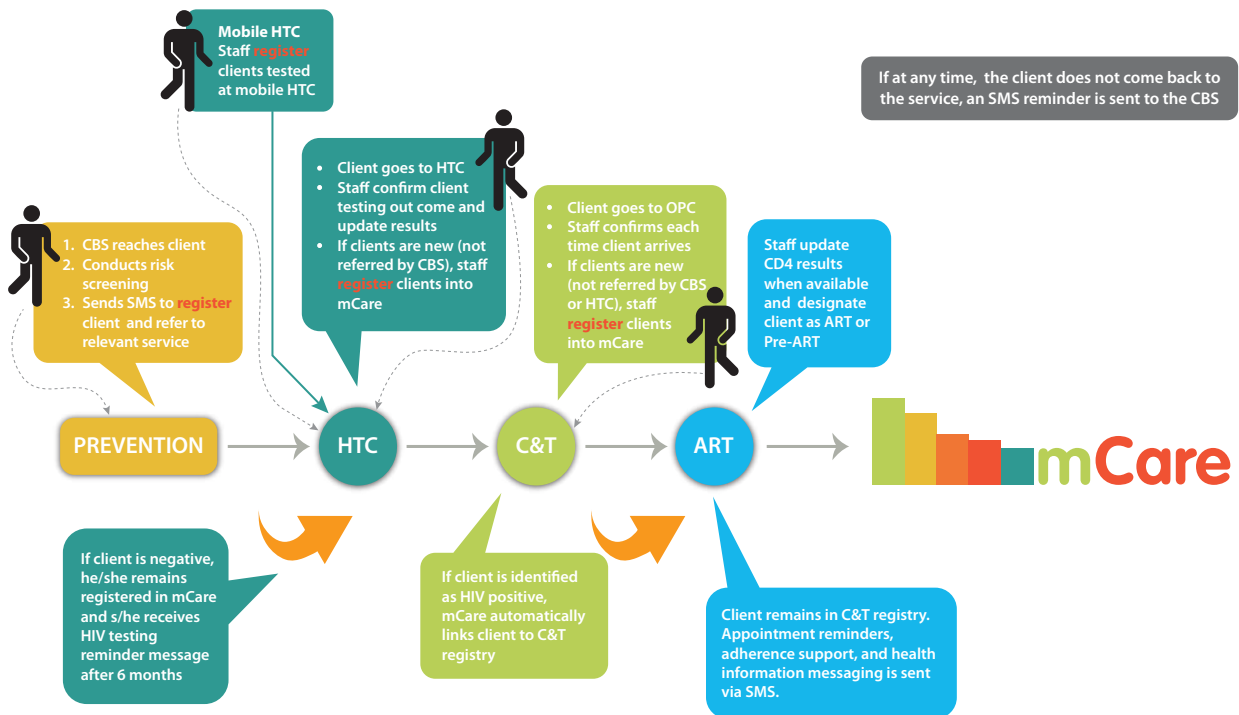 Mobile HTC
Staff register
clients tested
at mobile HTC
If at any time, the client does not come back to
the service, an SMS reminder is sent to the CBS
1. CBS reaches client
2. Conducts risk
screening
3. Sends SMS to register
client and refer to
relevant service
• Client goes to HTC
• Staff confirm client
testing out come and
update results
• If clients are new (not
referred by CBS), staff
register clients into
mCare
• Client goes to OPC
• Staff confirms each
time client arrives
• If clients are new
(not referred by CBS
or HTC), staff
register clients
into mCare
Staff update
CD4 results
when available
and designate
client as ART or
Pre-ART
PREVENTION
HTC
C&T
ART
mCare
If client is negative,
he/she remains
registered in mCare
and s/he receives
HIV testing
reminder message
after 6 months
If client is identified
as HIV positive,
mCare automatically
links client to C&T
registry
Client remains in C&T registry.
Appointment reminders,
adherence support, and health
information messaging is sent
via SMS.